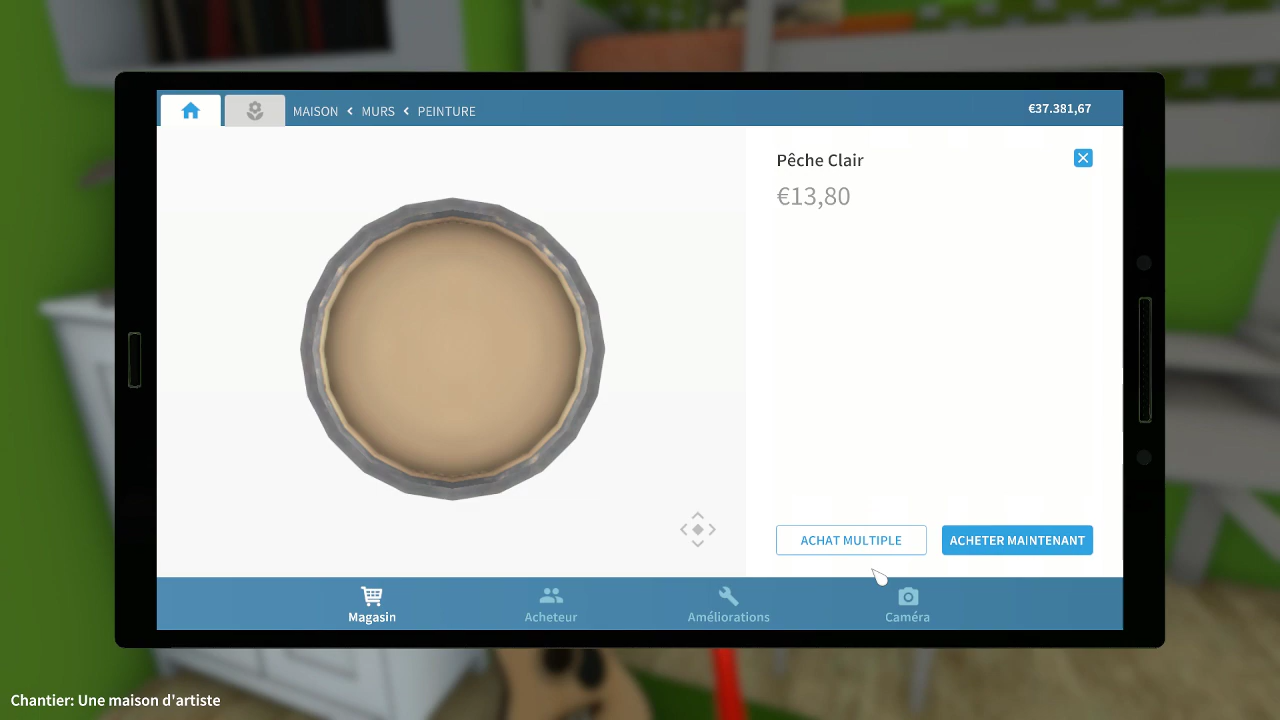 MAISON < MURS < PEINTURE
€37.381,67
Pêche Clair
€13,80
ACHAT MULTIPLE
ACHETER MAINTENANT
Magasin
Acheteur
Améliorations
Caméra
Chantier: Une maison d'artiste